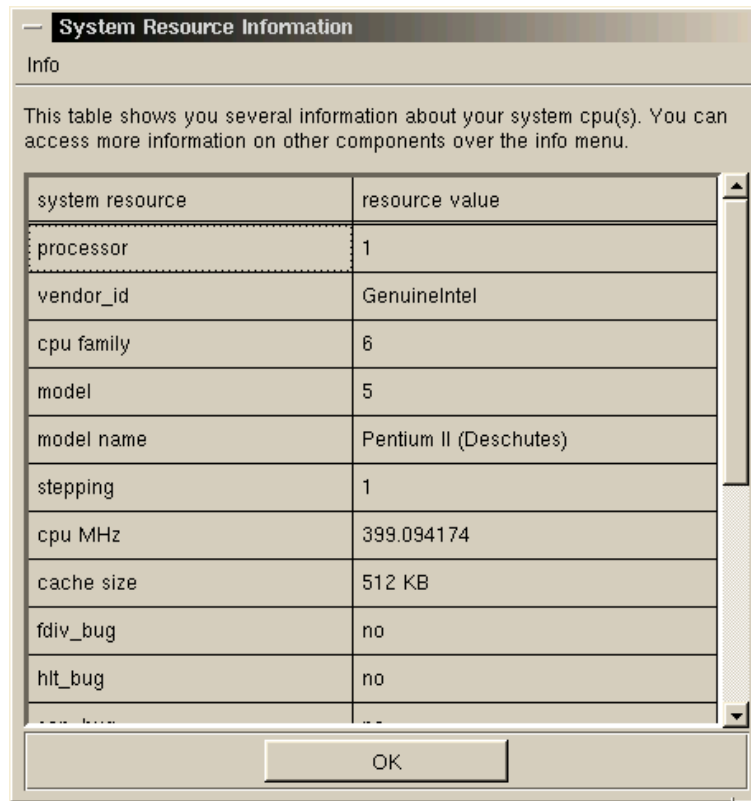 System Resource Information
Info
This table shows you several information about your system cpu(s). You can
access more information on other components over the info menu.
system resource resource value
processor 1
vendor_id GenuineIntel
cpu family 6
model 5
model name Pentium II (Deschutes)
stepping 1
cpu MHz 399.094174
cache size 512 KB
fdiv_bug no
hlt_bug no
OK